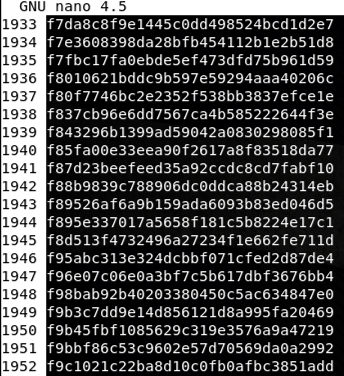 GNU nano 4.5
1933 f7da8c8f9e1445c0dd498524bcd1d2e7
1934 f7e3608398da28bfb454112b1e2b51d8
1935 f7fbc17fa0ebde5ef473dfd75b961d59
1936 f8010621bddc9b597e59294aaa40206c
1937 f80f7746bc2e2352f538bb3837efce1e
1938 f837cb96e6dd7567ca4b585222644f3e
1939 f843296b1399ad59042a0830298085f1
1940 f85fa00e33eea90f2617a8f83518da77
1941 f87d23beefeed35a92ccdc8cd7fabf10
1942 f88b9839c788906dc0ddca88b24314eb
1943 f89526af6a9b159ada6093b83ed046d5
1944 f895e337017a5658f181c5b8224e17c1
1945 f8d513f4732496a27234f1e662fe711d
1946 f95abc313e324dcbbf071cfed2d87de4
1947 f96e07c06e0a3bf7c5b617dbf3676bb4
1948 f98bab92b40203380450c5ac634847e0
1949 f9b3c7dd9e14d856121d8a995fa20469
1950 f9b45fbf1085629c319e3576a9a47219
1951 f9bbf86c53c9602e57d70569da0a2992
1952 f9c1021c22ba8d10c0fb0afbc3851add